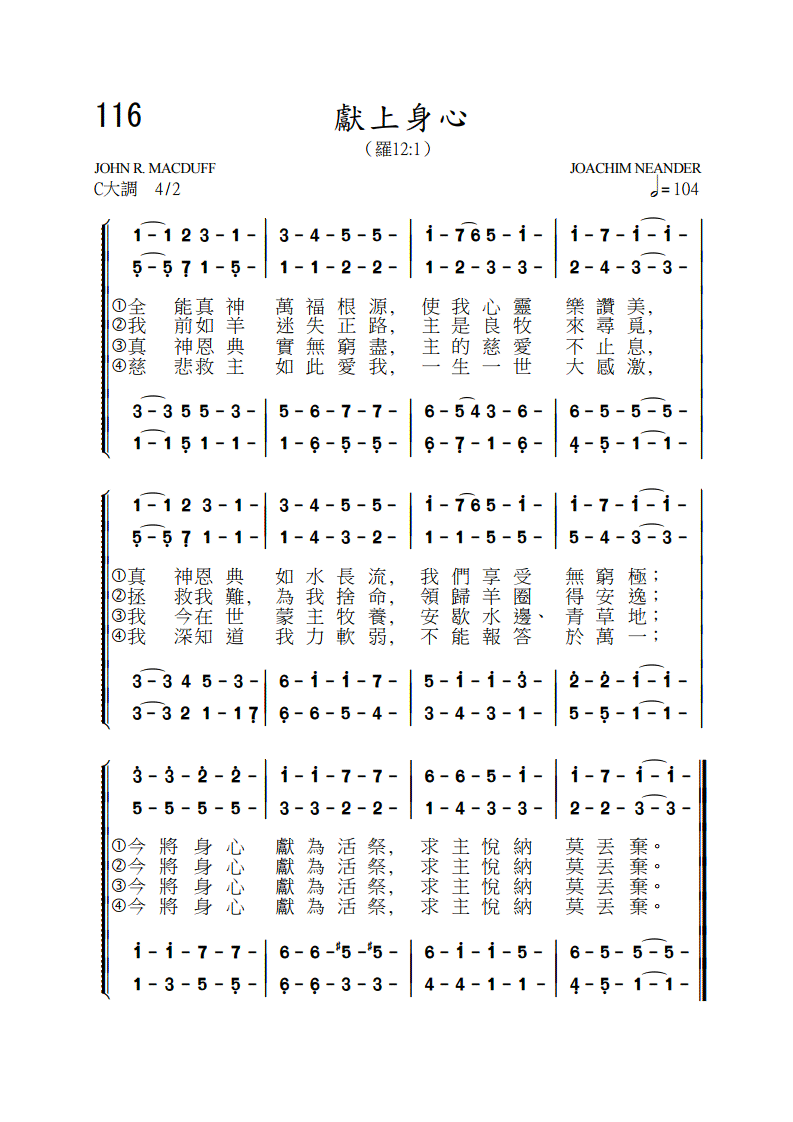 116
獻上身心
（羅12:1）
JOHN R. MACDUFF JOACHIM NEANDER
C大調 4/2 𝅗𝅥=104
1 - 1 2 3 - 1 - | 3 - 4 - 5 - 5 - | i - 7 6 5 - i - | i - 7 - i - i - |
5̣ - 5̣ 7̣ 1 - 5̣ - | 1 - 1 - 2 - 2 - | 1 - 2 - 3 - 3 - | 2 - 4 - 3 - 3 - |
①全 能真神 萬福根源, 使我心靈 樂讚美,
②我 前如羊 迷失正路, 主是良牧 來尋覓,
③真 神恩典 實無窮盡, 主的慈愛 不止息,
④慈 悲救主 如此愛我, 一生一世 大感激,
3 - 3 5 5 - 3 - | 5 - 6 - 7 - 7 - | 6 - 5 4 3 - 6 - | 6 - 5 - 5 - 5 - |
1 - 1 5̣ 1 - 1 - | 1 - 6̣ - 5̣ - 5̣ - | 6̣ - 7̣ - 1 - 6̣ - | 4̣ - 5̣ - 1 - 1 - |
1 - 1 2 3 - 1 - | 3 - 4 - 5 - 5 - | i - 7 6 5 - i - | i - 7 - i - i - |
5̣ - 5̣ 7̣ 1 - 1 - | 1 - 4 - 3 - 2 - | 1 - 1 - 5 - 5 - | 5 - 4 - 3 - 3 - |
①真 神恩典 如水長流, 我們享受 無窮極；
②拯 救我難, 為我捨命, 領歸羊圈 得安逸；
③我 今在世 蒙主牧養, 安歇水邊、青草地；
④我 深知道 我力軟弱, 不能報答 於萬一；
3 - 3 4 5 - 3 - | 6 - i - i - 7 - | 5 - i - i - 3̇ - | 2̇ - 2̇ - i - i - |
3 - 3 2 1 - 1 7̣ | 6̣ - 6 - 5 - 4 - | 3 - 4 - 3 - 1 - | 5 - 5̣ - 1 - 1 - |
3̇ - 3̇ - 2̇ - 2̇ - | i - i - 7 - 7 - | 6 - 6 - 5 - i - | i - 7 - i - i - ‖
5 - 5 - 5 - 5 - | 3 - 3 - 2 - 2 - | 1 - 4 - 3 - 3 - | 2 - 2 - 3 - 3 - ‖
①今將身心 獻為活祭, 求主悅納 莫丟棄。
②今將身心 獻為活祭, 求主悅納 莫丟棄。
③今將身心 獻為活祭, 求主悅納 莫丟棄。
④今將身心 獻為活祭, 求主悅納 莫丟棄。
i - i - 7 - 7 - | 6 - 6 - #5 - #5 - | 6 - i - i - 5 - | 6 - 5 - 5 - 5 - ‖
1 - 3 - 5 - 5̣ - | 6̣ - 6̣ - 3 - 3 - | 4 - 4 - 1 - 1 - | 4̣ - 5̣ - 1 - 1 - ‖